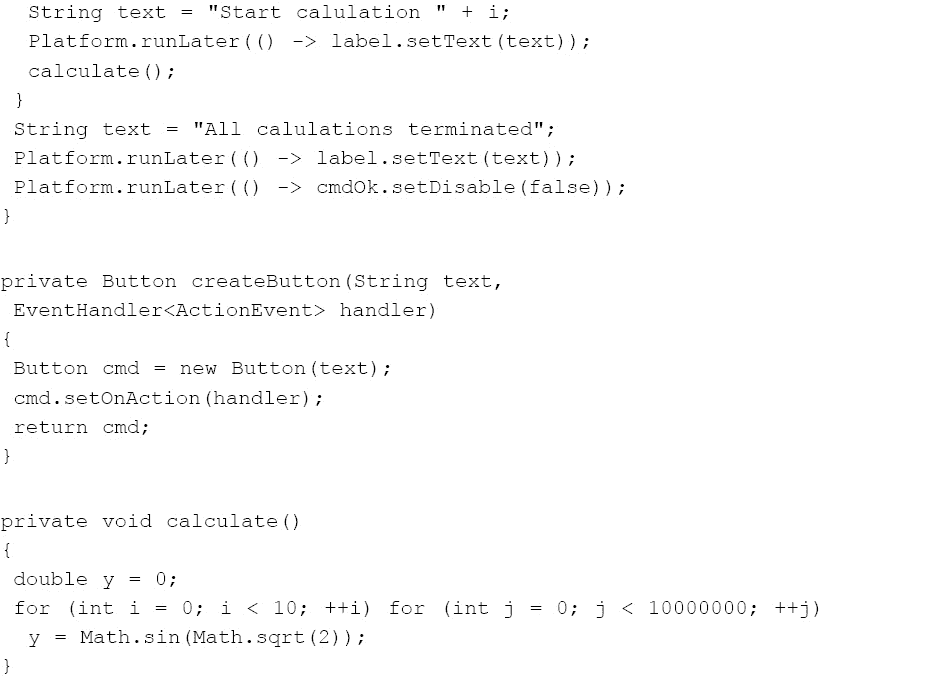 String text = "Start calulation " + i;
Platform.runLater(() -> label.setText(text));
calculate();
}
String text = "All calulations terminated";
Platform.runLater(() -> label.setText(text));
Platform.runLater(() -> cmdOk.setDisable(false));
}
private Button createButton(String text,
EventHandler<ActionEvent> handler)
{
Button cmd = new Button(text);
cmd.setOnAction(handler);
return cmd;
}
private void calculate()
{
double y = 0;
for (int i = 0; i < 10; ++i) for (int j = 0; j < 10000000; ++j)
y = Math.sin(Math.sqrt(2));
}